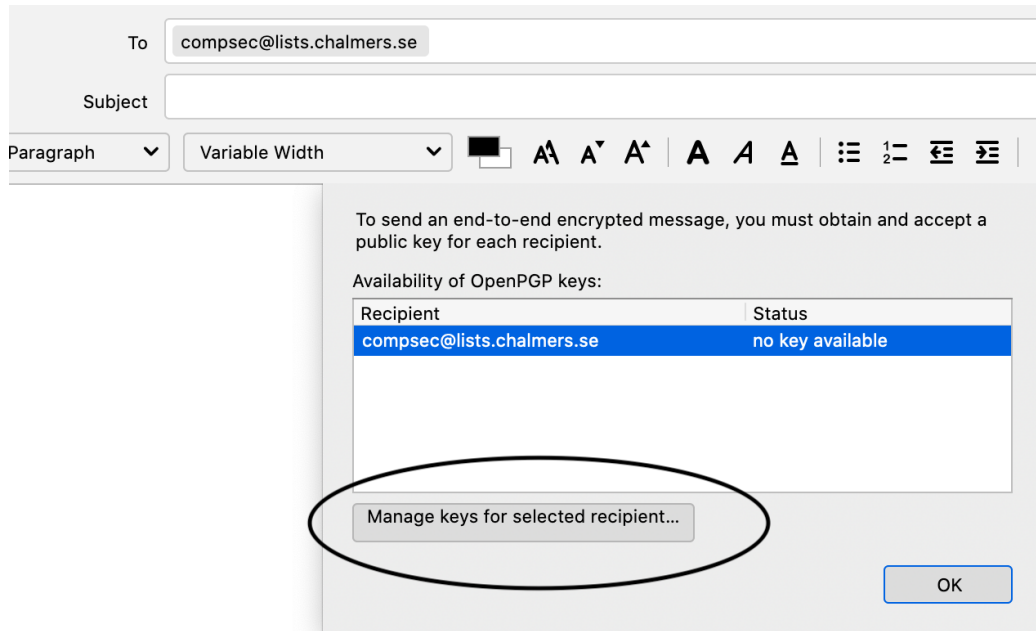 To compsec@lists.chalmers.se
Subject
Paragraph Variable Width A A A A A A A 1 2
To send an end-to-end encrypted message, you must obtain and accept a
public key for each recipient.
Availability of OpenPGP keys:
Recipient Status
compsec@lists.chalmers.se no key available
Manage keys for selected recipient...
OK